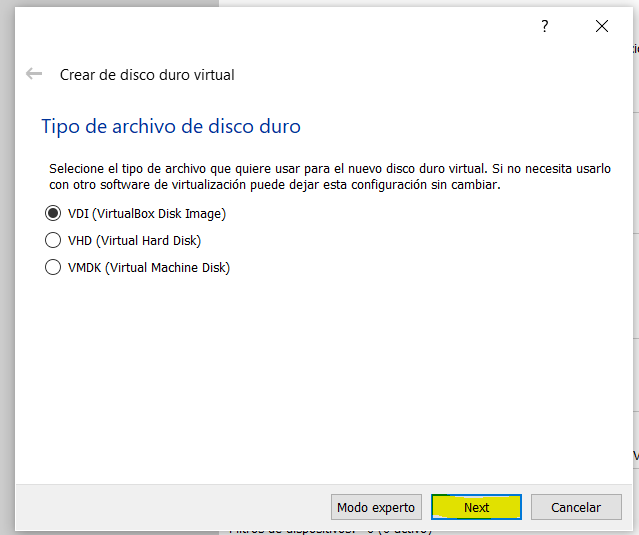 ?
Crear de disco duro virtual
Tipo de archivo de disco duro
Selecione el tipo de archivo que quiere usar para el nuevo disco duro virtual. Si no necesita usarlo
con otro software de virtualización puede dejar esta configuración sin cambiar.
VDI (VirtualBox Disk Image)
VHD (Virtual Hard Disk)
VMDK (Virtual Machine Disk)
Modo experto
Next
Cancelar